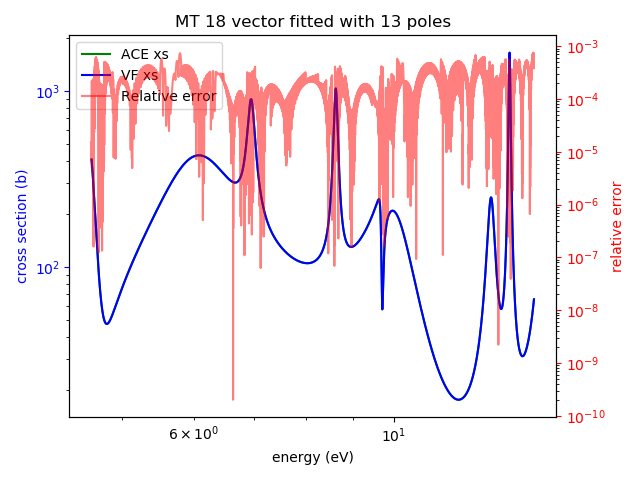 MT 18 vector fitted with 13 poles
ACE xs
VF xs
Relative error
10³
10²
cross section (b)
10⁻³
10⁻⁴
10⁻⁵
10⁻⁶
10⁻⁷
10⁻⁸
10⁻⁹
10⁻¹⁰
relative error
6 × 10⁰
10¹
energy (eV)